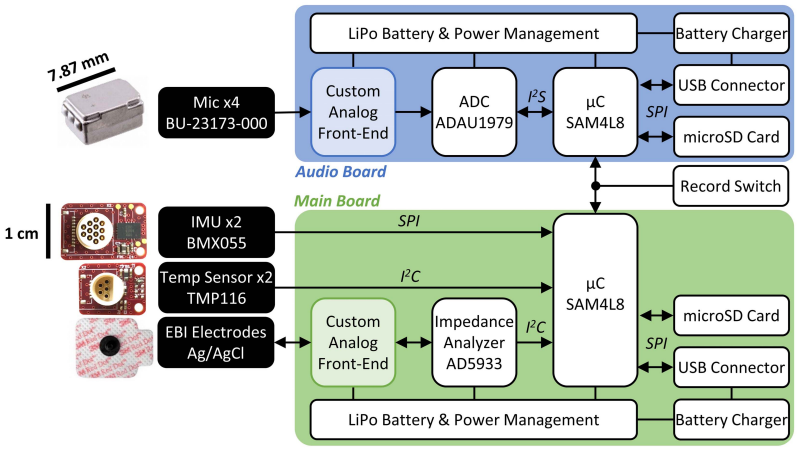 LiPo Battery & Power Management
Battery Charger
7.87 mm
Mic x4
BU-23173-000
Custom
Analog
Front-End
ADC
ADAU1979
I²S
µC
SAM4L8
USB Connector
SPI
microSD Card
Audio Board
Record Switch
Main Board
1 cm
IMU x2
BMX055
SPI
Temp Sensor x2
TMP116
I²C
µC
SAM4L8
EBI Electrodes
Ag/AgCl
Custom
Analog
Front-End
Impedance
Analyzer
AD5933
I²C
microSD Card
SPI
USB Connector
LiPo Battery & Power Management
Battery Charger